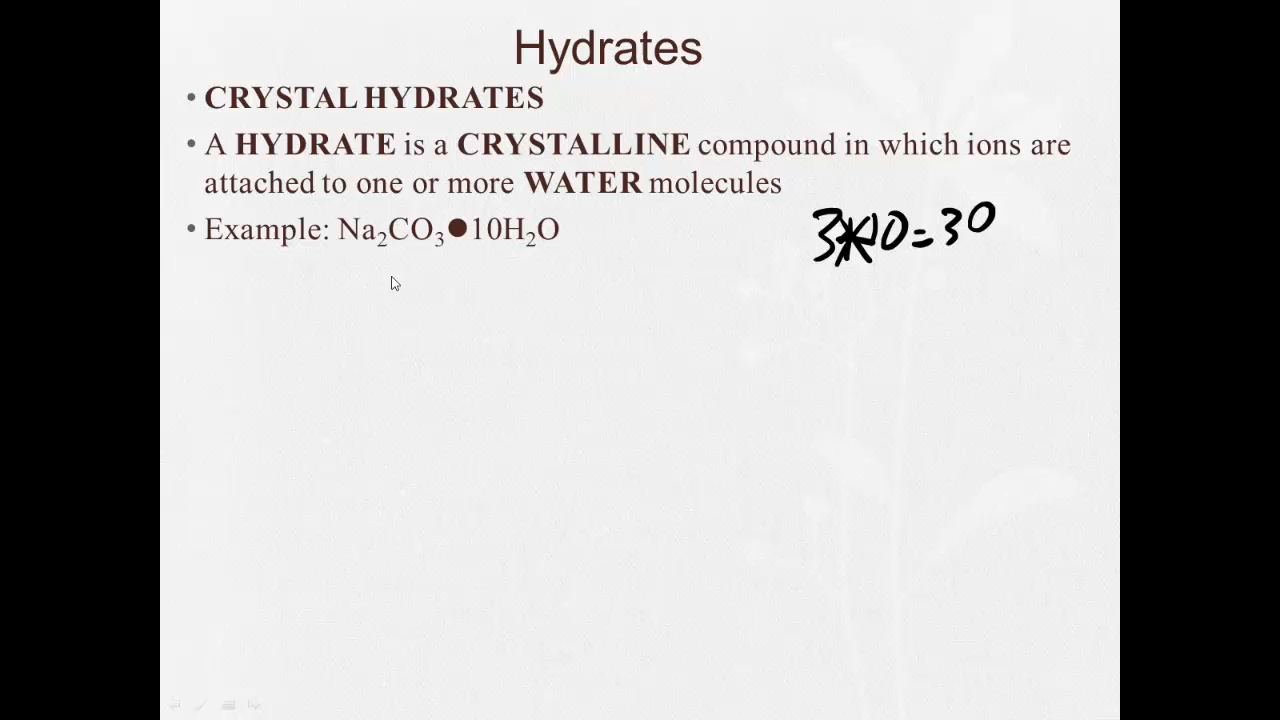 Hydrates
• CRYSTAL HYDRATES
• A HYDRATE is a CRYSTALLINE compound in which ions are
attached to one or more WATER molecules
• Example: Na₂CO₃●10H₂O
3*10=30